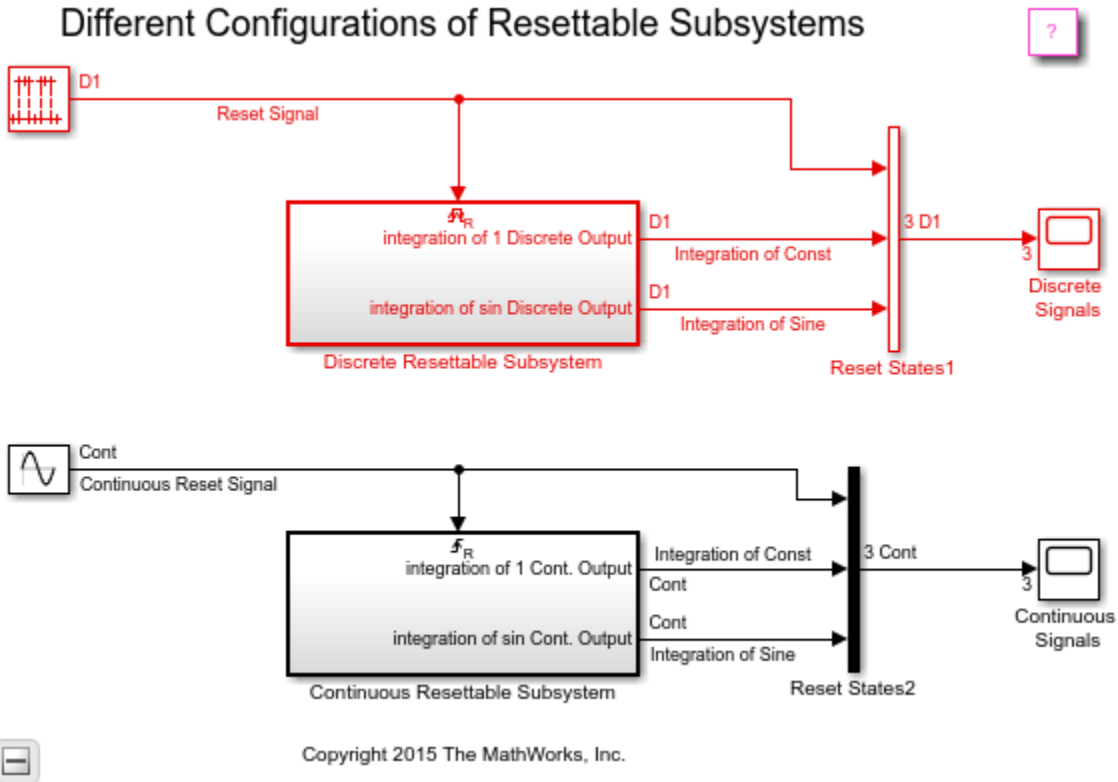 Different Configurations of Resettable Subsystems
?
D1
Reset Signal
R
integration of 1 Discrete Output
integration of sin Discrete Output
Discrete Resettable Subsystem
D1
Integration of Const
D1
Integration of Sine
3 D1
3
Reset States1
Discrete
Signals
Cont
Continuous Reset Signal
R
integration of 1 Cont. Output
integration of sin Cont. Output
Continuous Resettable Subsystem
Integration of Const
Cont
Cont
Integration of Sine
3 Cont
3
Reset States2
Continuous
Signals
Copyright 2015 The MathWorks, Inc.